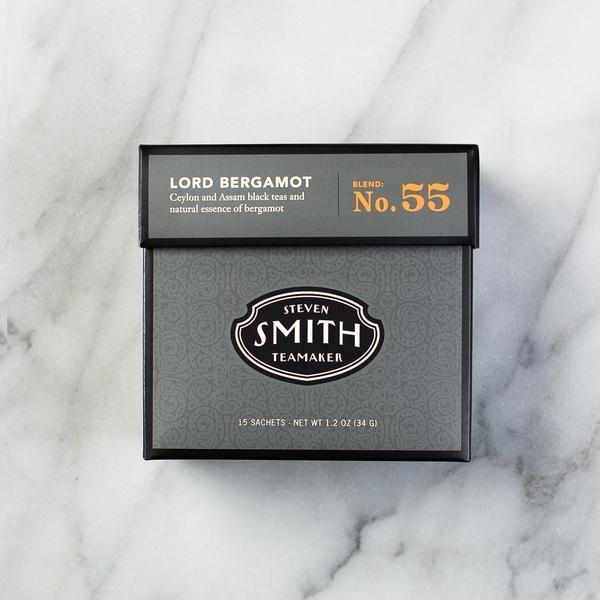 LORD BERGAMOT
Ceylon and Assam black teas and
natural essence of bergamot
BLEND:
No. 55
STEVEN
SMITH
TEAMAKER
15 SACHETS - NET WT 1.2 OZ (34 G)